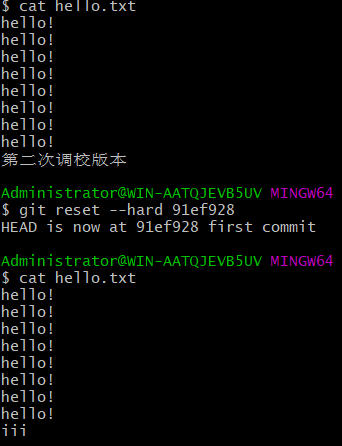 $ cat hello.txt
hello!
hello!
hello!
hello!
hello!
hello!
hello!
hello!
第二次调校版本
Administrator@WIN-AATQJEVB5UV MINGW64
$ git reset --hard 91ef928
HEAD is now at 91ef928 first commit
Administrator@WIN-AATQJEVB5UV MINGW64
$ cat hello.txt
hello!
hello!
hello!
hello!
hello!
hello!
hello!
hello!
iii